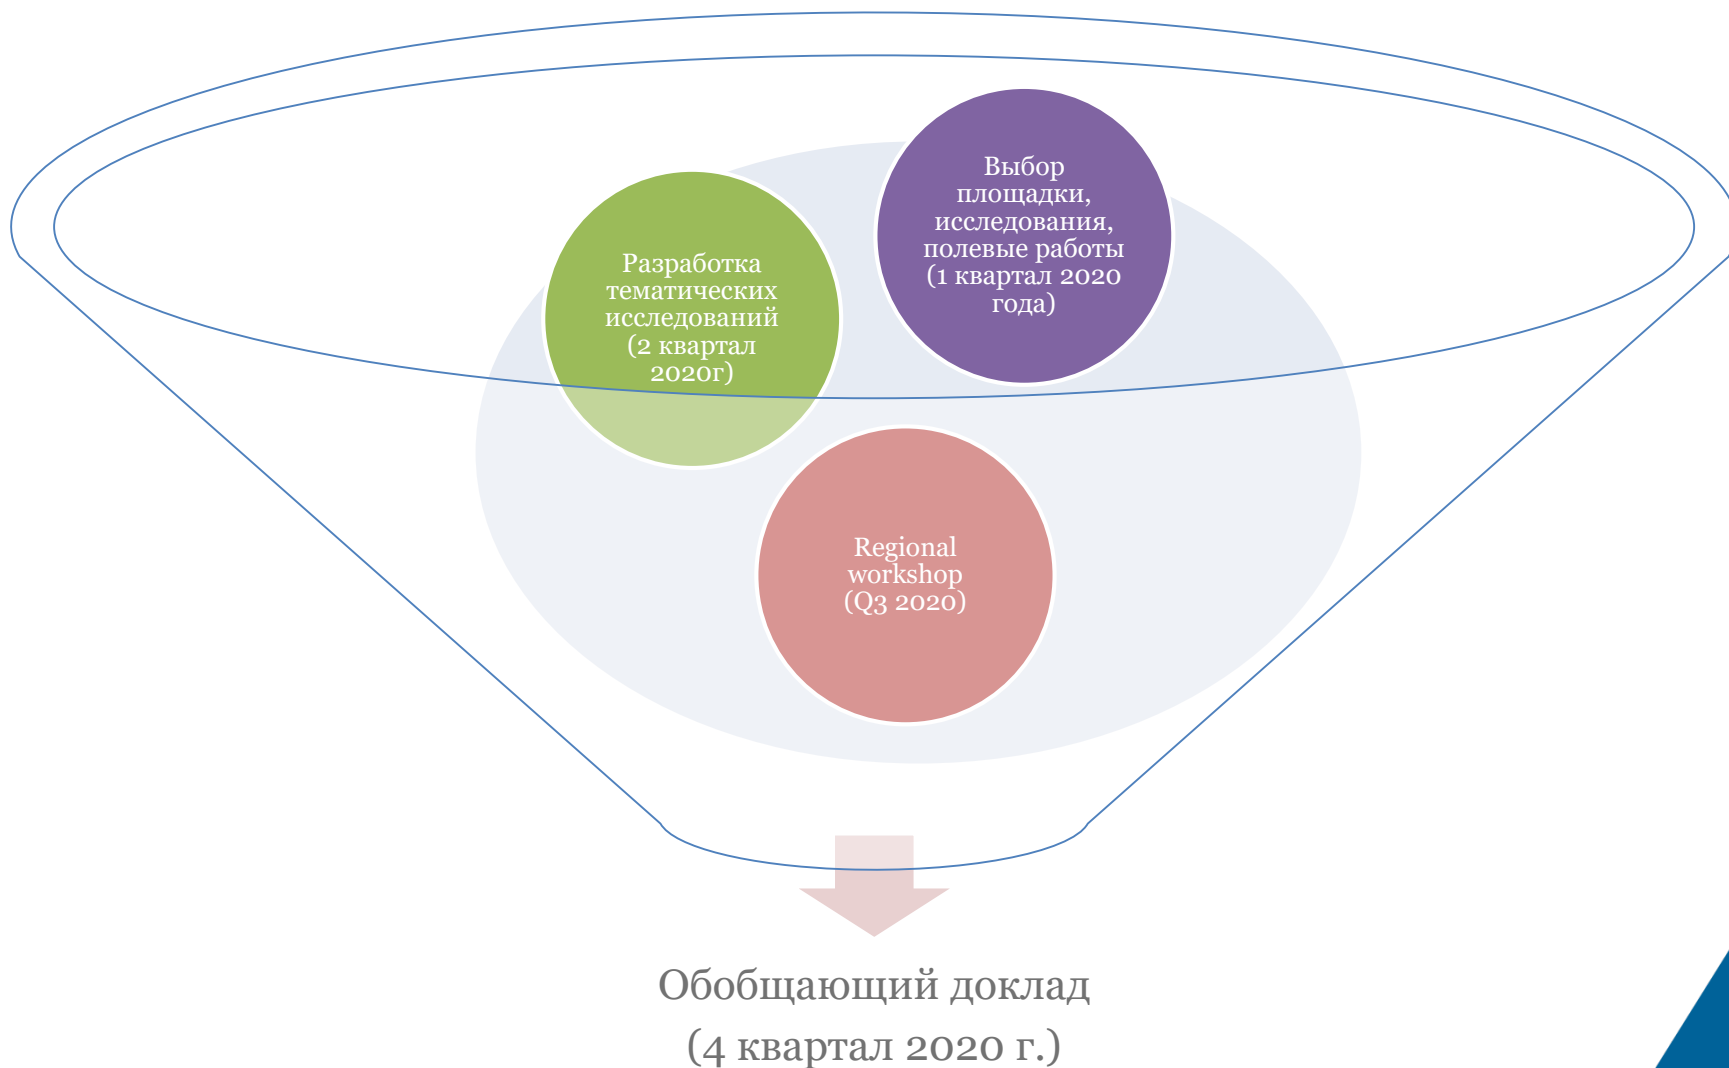 Выбор
площадки,
исследования,
полевые работы
(1 квартал 2020
года)
Разработка
тематических
исследований
(2 квартал
2020г)
Regional
workshop
(Q3 2020)
Обобщающий доклад
(4 квартал 2020 г.)